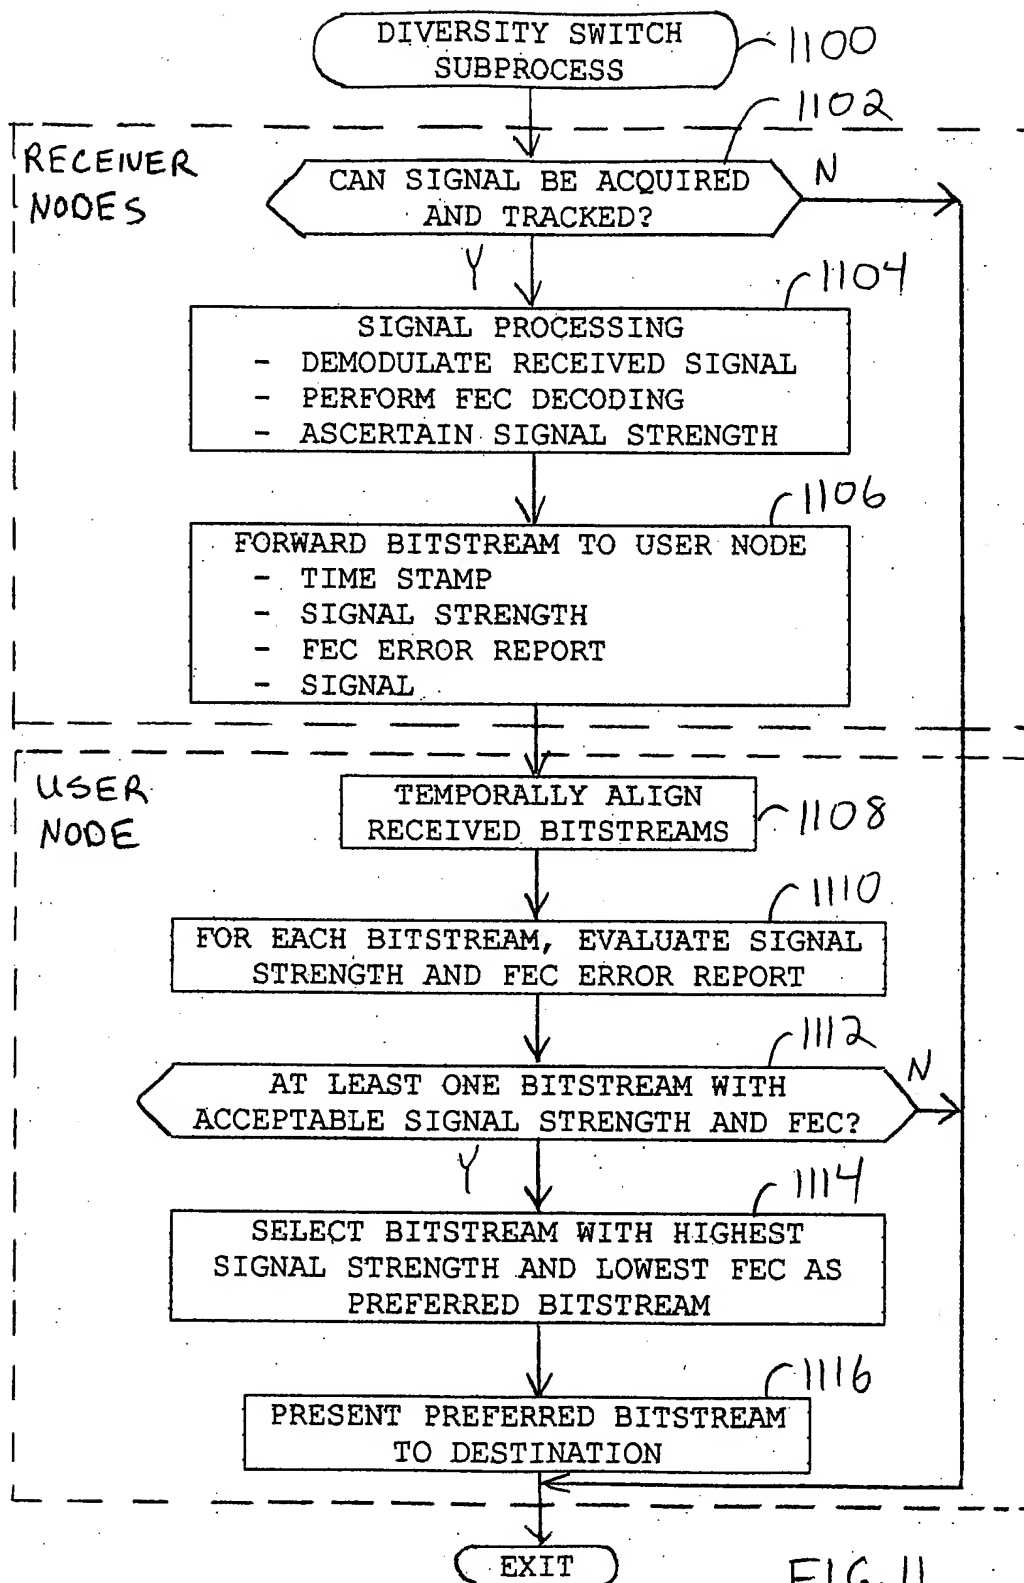 DIVERSITY SWITCH
SUBPROCESS
1100
1102
RECEIVER
NODES
CAN SIGNAL BE ACQUIRED
AND TRACKED?
N
Y
1104
SIGNAL PROCESSING
- DEMODULATE RECEIVED SIGNAL
- PERFORM FEC DECODING
- ASCERTAIN SIGNAL STRENGTH
1106
FORWARD BITSTREAM TO USER NODE
- TIME STAMP
- SIGNAL STRENGTH
- FEC ERROR REPORT
- SIGNAL
USER
NODE
TEMPORALLY ALIGN
RECEIVED BITSTREAMS
1108
1110
FOR EACH BITSTREAM, EVALUATE SIGNAL
STRENGTH AND FEC ERROR REPORT
1112
AT LEAST ONE BITSTREAM WITH
ACCEPTABLE SIGNAL STRENGTH AND FEC?
N
Y
1114
SELECT BITSTREAM WITH HIGHEST
SIGNAL STRENGTH AND LOWEST FEC AS
PREFERRED BITSTREAM
1116
PRESENT PREFERRED BITSTREAM
TO DESTINATION
EXIT
FIG. 11